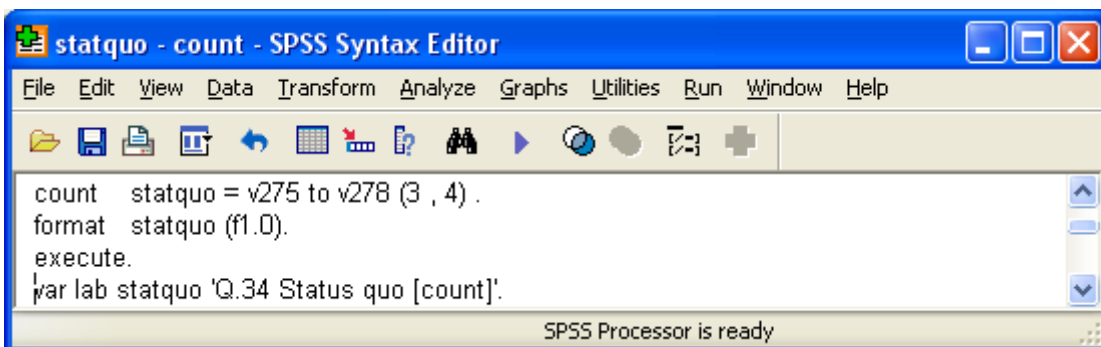 statquo - count - SPSS Syntax Editor
File Edit View Data Transform Analyze Graphs Utilities Run Window Help
count statquo = v275 to v278 (3 , 4) .
format statquo (f1.0).
execute.
var lab statquo 'Q.34 Status quo [count]'.
SPSS Processor is ready